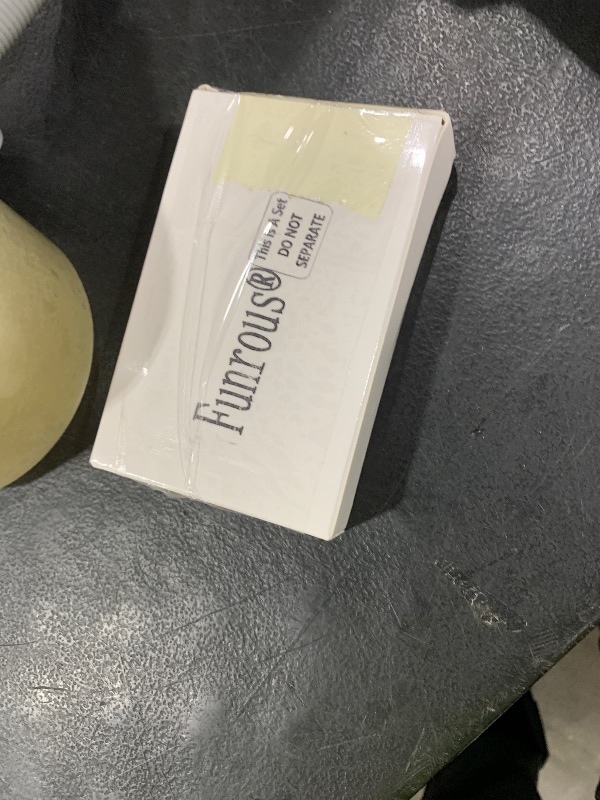 This is A Set
DO NOT
SEPARATE
Funrous®